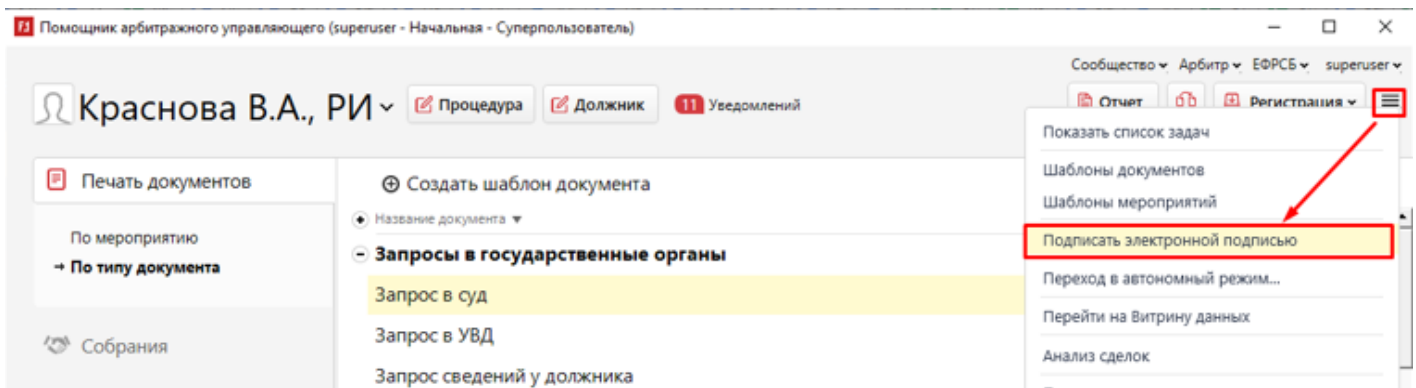 Помощник арбитражного управляющего (superuser - Начальная - Суперпользователь)
Сообщество Арбитр ЕФРСБ superuser
Краснова В.А., РИ Процедура Должник 11 Уведомлений Отчет Регистрация
Показать список задач
Печать документов
Создать шаблон документа
Шаблоны документов
Название документа
Шаблоны мероприятий
По мероприятию
Запросы в государственные органы
Подписать электронной подписью
По типу документа
Запрос в суд
Переход в автономный режим...
Запрос в УВД
Перейти на Витрину данных
Собрания
Анализ сделок
Запрос сведений у должника